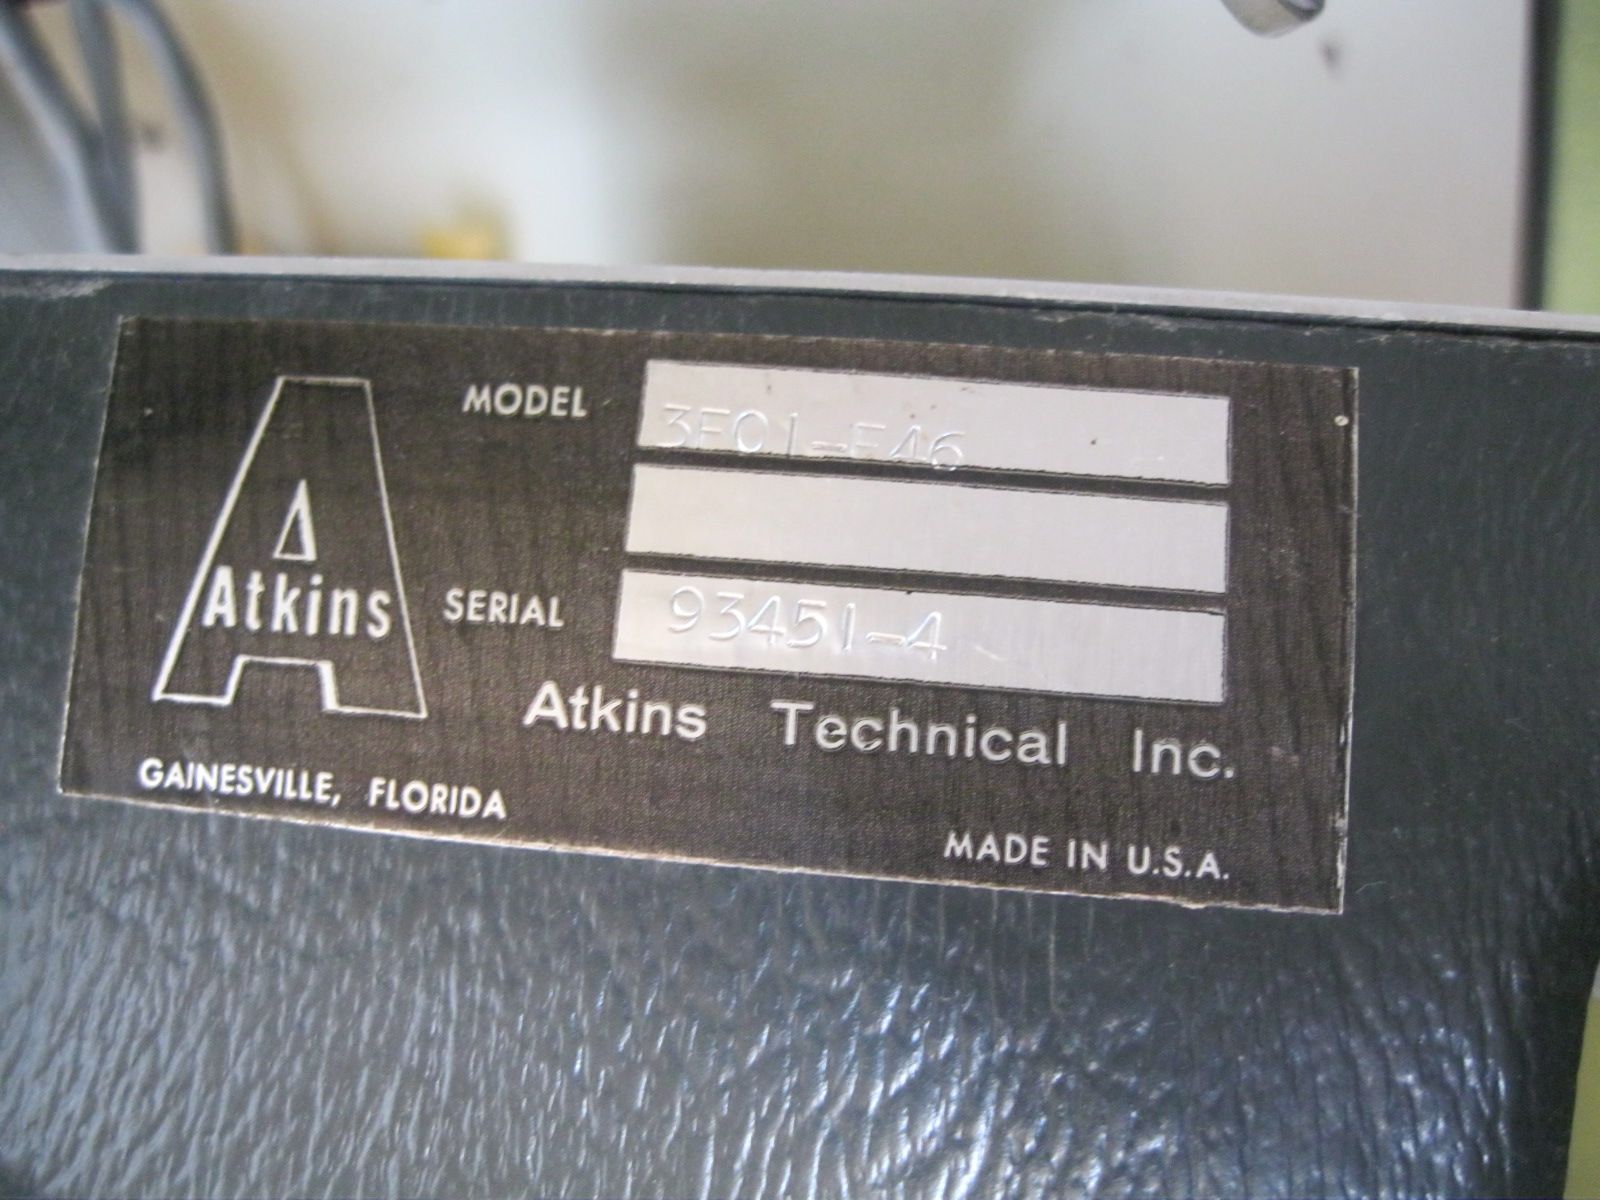 MODEL 3F01-F46
Atkins
SERIAL 93451-4
Atkins Technical Inc.
GAINESVILLE, FLORIDA
MADE IN U.S.A.